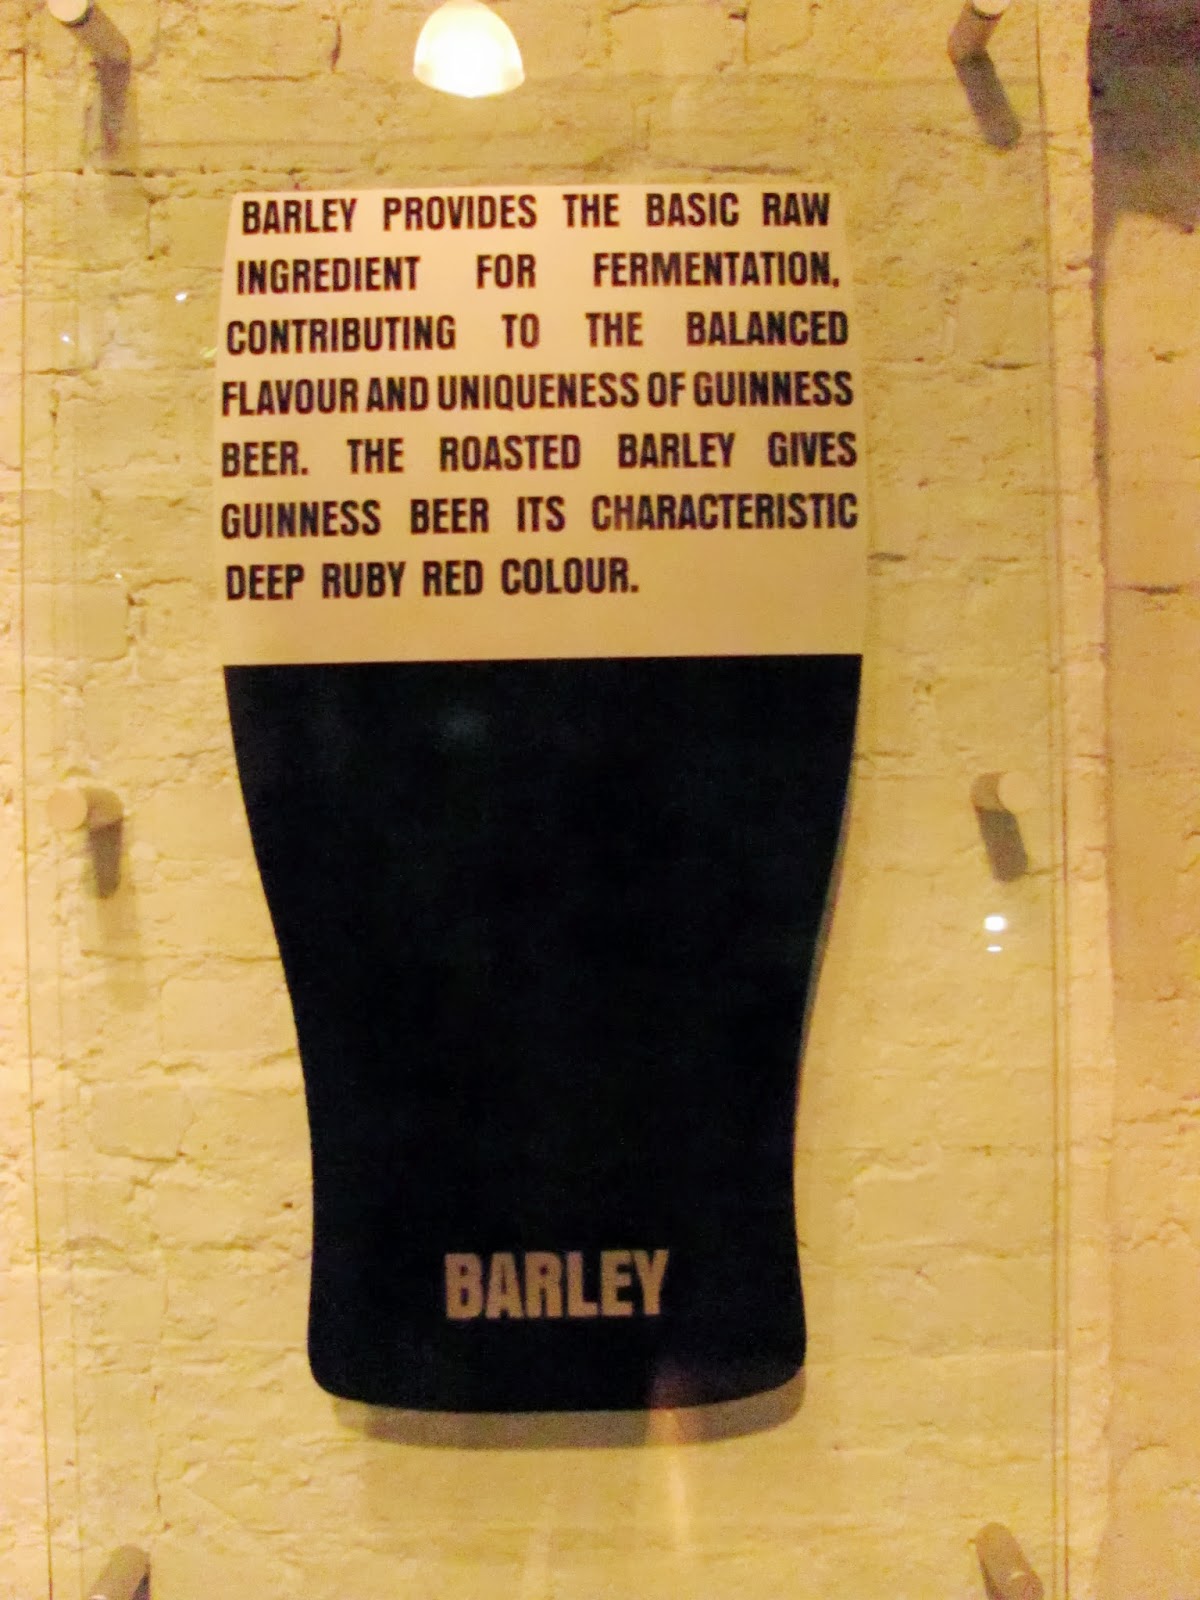 BARLEY PROVIDES THE BASIC RAW
INGREDIENT FOR FERMENTATION,
CONTRIBUTING TO THE BALANCED
FLAVOUR AND UNIQUENESS OF GUINNESS
BEER. THE ROASTED BARLEY GIVES
GUINNESS BEER ITS CHARACTERISTIC
DEEP RUBY RED COLOUR.
BARLEY